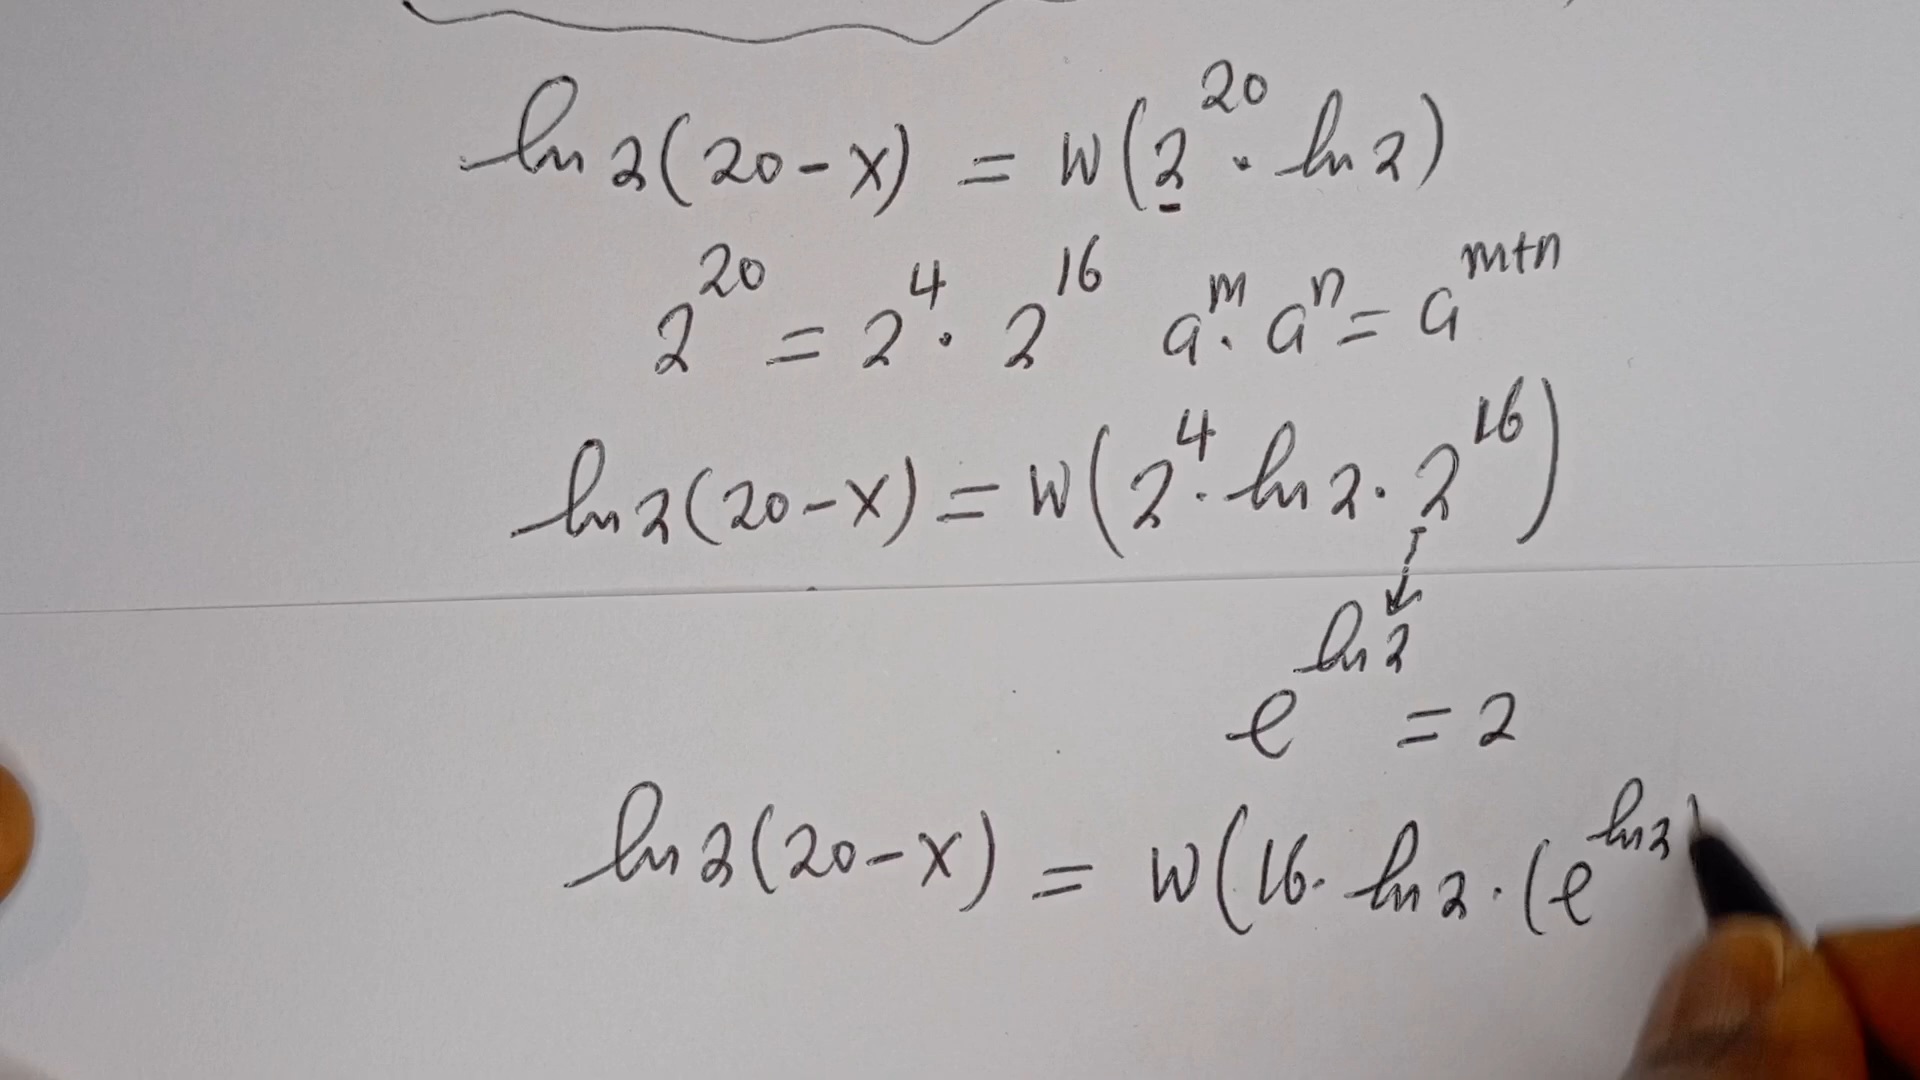 ln2(20-x) = W(2^20 · ln2)
2^20 = 2^4 · 2^16 a^m · a^n = a^m+n
ln2(20-x) = W(2^4 · ln2 · 2^16)
e^ln2 = 2
ln2(20-x) = W(16 · ln2 · (e^ln2